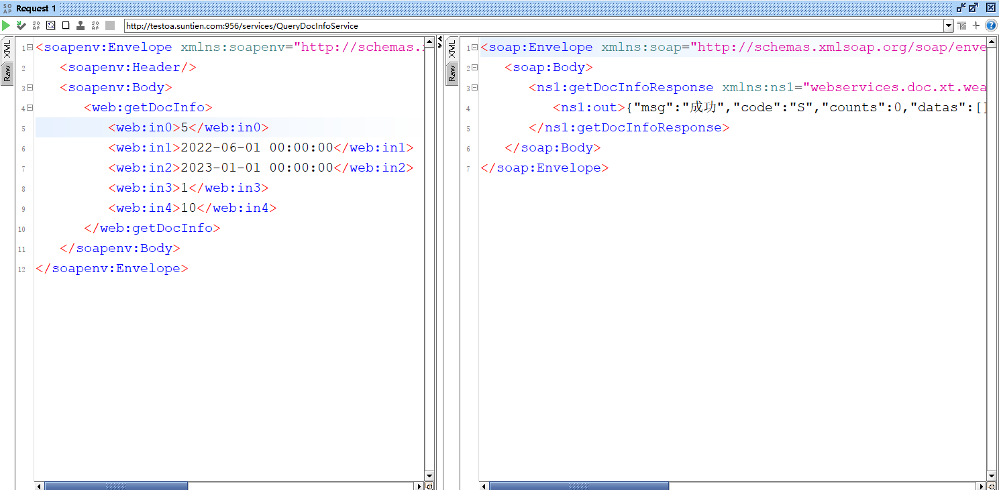 SO AP Request 1
http://testoa.suntien.com:956/services/QueryDocInfoService
XML
Raw
1 <soapenv:Envelope xmlns:soapenv="http://schemas.
2 <soapenv:Header/>
3 <soapenv:Body>
4 <web:getDocInfo>
5 <web:in0>5</web:in0>
6 <web:in1>2022-06-01 00:00:00</web:in1>
7 <web:in2>2023-01-01 00:00:00</web:in2>
8 <web:in3>1</web:in3>
9 <web:in4>10</web:in4>
10 </web:getDocInfo>
11 </soapenv:Body>
12 </soapenv:Envelope>
XML
Raw
1 <soap:Envelope xmlns:soap="http://schemas.xmlsoap.org/soap/enve
2 <soap:Body>
3 <ns1:getDocInfoResponse xmlns:ns1="webservices.doc.xt.wea
4 <ns1:out>{"msg":"成功","code":"S","counts":0,"datas":[]
5 </ns1:getDocInfoResponse>
6 </soap:Body>
7 </soap:Envelope>